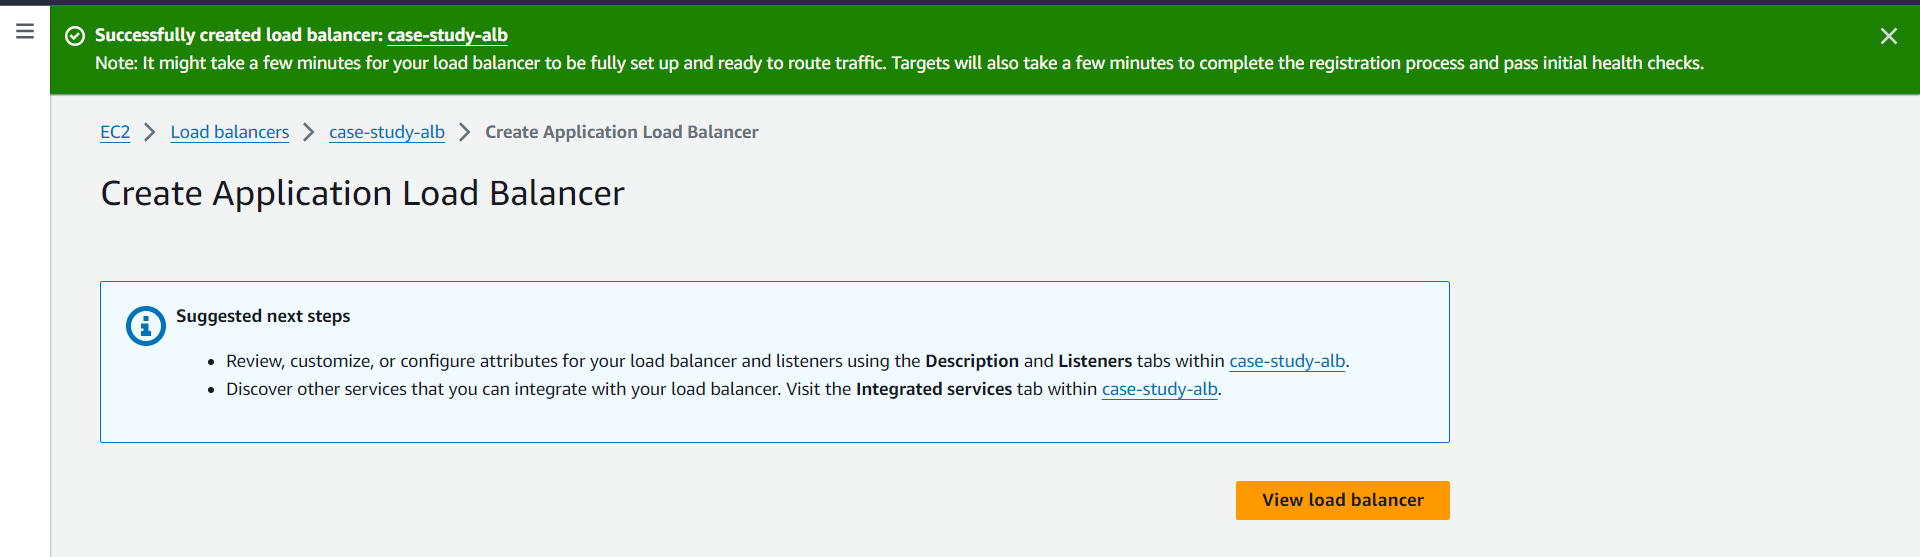 Successfully created load balancer: case-study-alb
Note: It might take a few minutes for your load balancer to be fully set up and ready to route traffic. Targets will also take a few minutes to complete the registration process and pass initial health checks.
EC2 > Load balancers > case-study-alb > Create Application Load Balancer
Create Application Load Balancer
Suggested next steps
• Review, customize, or configure attributes for your load balancer and listeners using the Description and Listeners tabs within case-study-alb.
• Discover other services that you can integrate with your load balancer. Visit the Integrated services tab within case-study-alb.
View load balancer